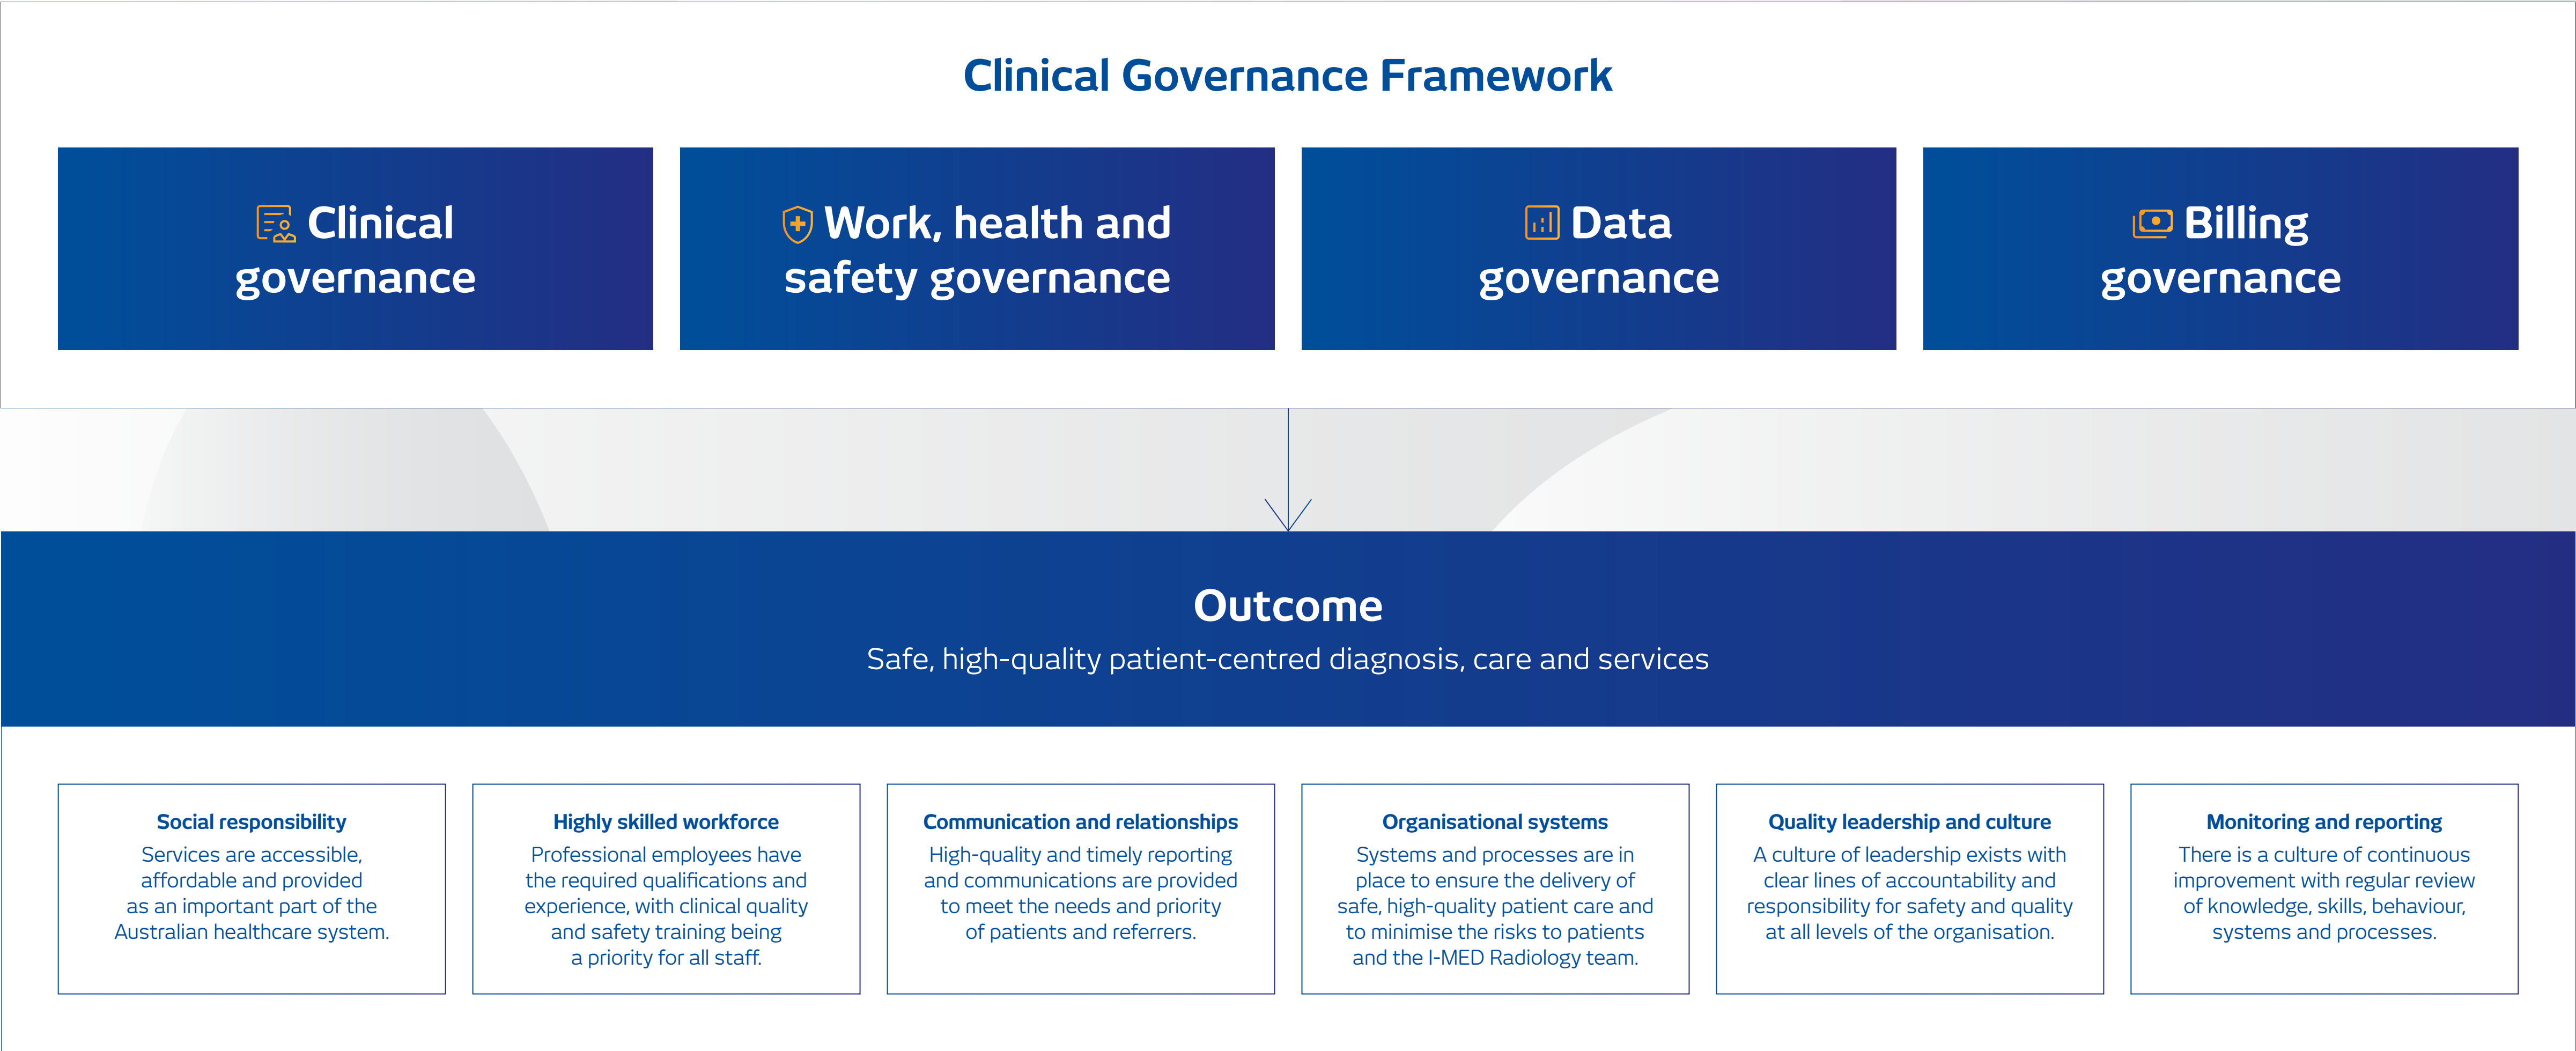 Clinical Governance Framework
Clinical
governance
Work, health and
safety governance
Data
governance
Billing
governance
Outcome
Safe, high-quality patient-centred diagnosis, care and services
Social responsibility
Services are accessible,
affordable and provided
as an important part of the
Australian healthcare system.
Highly skilled workforce
Professional employees have
the required qualifications and
experience, with clinical quality
and safety training being
a priority for all staff.
Communication and relationships
High-quality and timely reporting
and communications are provided
to meet the needs and priority
of patients and referrers.
Organisational systems
Systems and processes are in
place to ensure the delivery of
safe, high-quality patient care and
to minimise the risks to patients
and the I-MED Radiology team.
Quality leadership and culture
A culture of leadership exists with
clear lines of accountability and
responsibility for safety and quality
at all levels of the organisation.
Monitoring and reporting
There is a culture of continuous
improvement with regular review
of knowledge, skills, behaviour,
systems and processes.